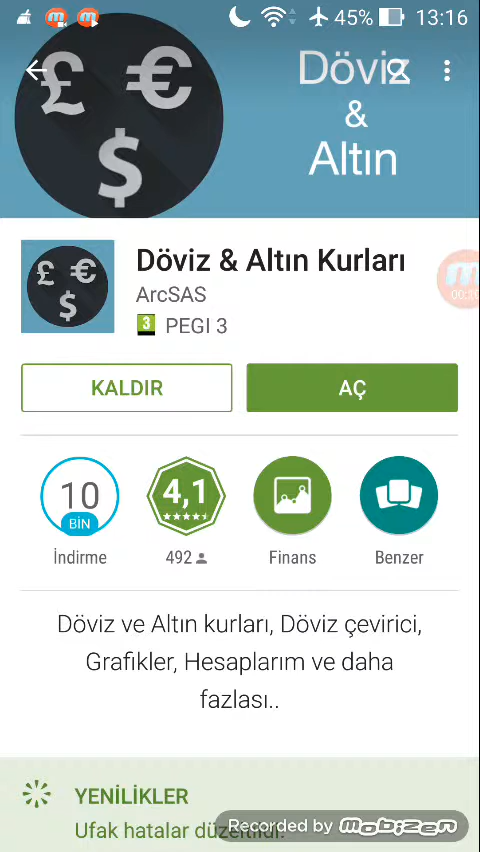 45% 13:16
Döviz
&
Altın
£ €
$
£ €
$
Döviz & Altın Kurları
ArcSAS
3 PEGI 3
KALDIR
AÇ
10
BİN
4,1
İndirme
492
Finans
Benzer
Döviz ve Altın kurları, Döviz çevirici,
Grafikler, Hesaplarım ve daha
fazlası..
YENİLİKLER
Ufak hatalar düzeltildi.
Recorded by mobizen